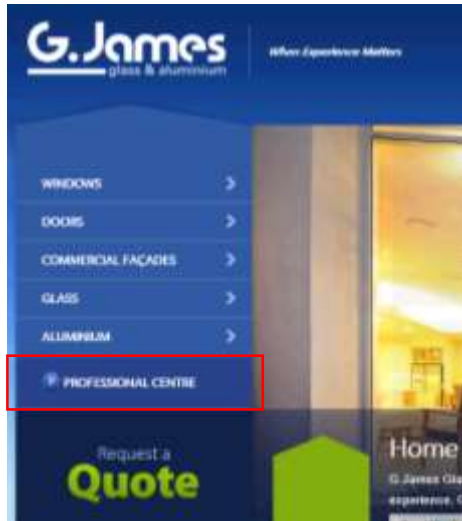 G.James
glass & aluminium
When Experience Matters
WINDOWS
DOORS
COMMERCIAL FAÇADES
GLASS
ALUMINIUM
PROFESSIONAL CENTRE
Request a
Quote
Home
G James Gla
experience, G